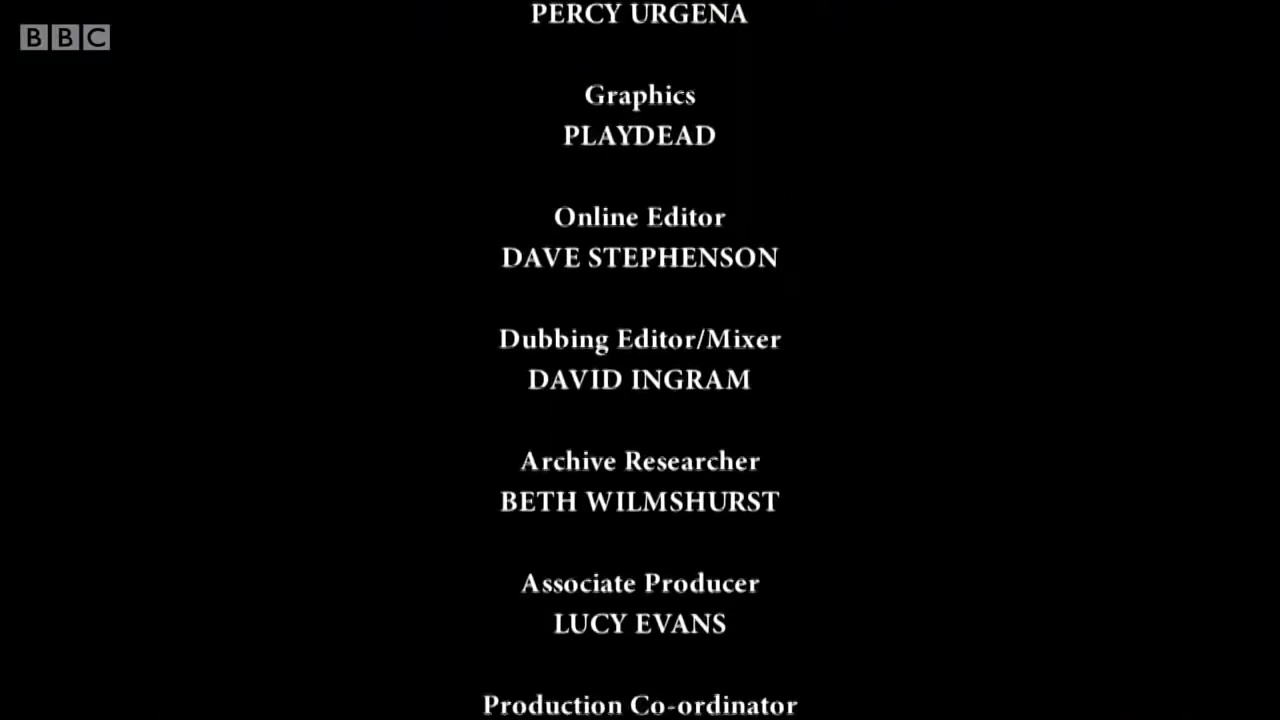 BBC
PERCY URGENA
Graphics
PLAYDEAD
Online Editor
DAVE STEPHENSON
Dubbing Editor/Mixer
DAVID INGRAM
Archive Researcher
BETH WILMSHURST
Associate Producer
LUCY EVANS
Production Co-ordinator